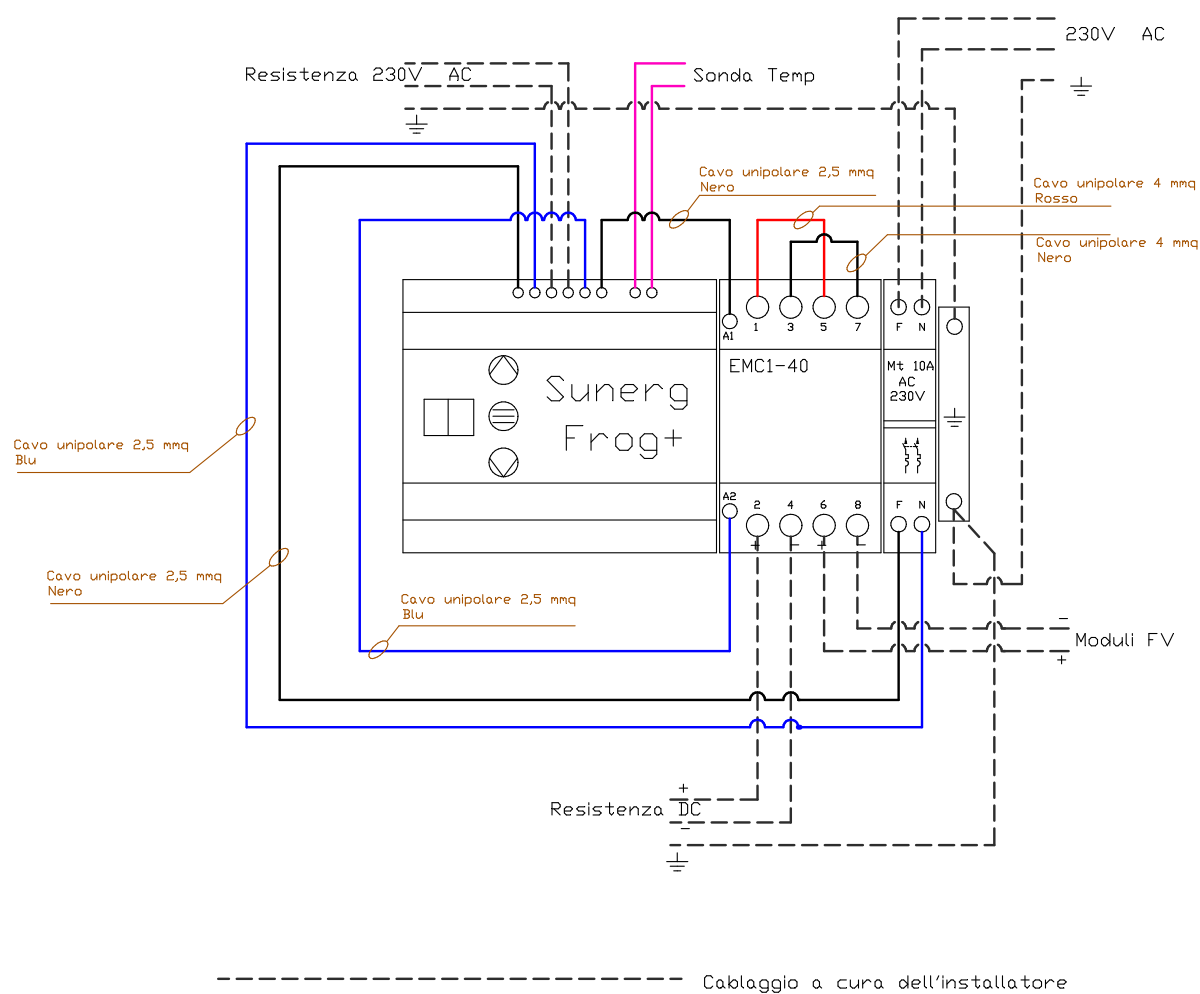 230V AC
Resistenza 230V AC
Sonda Temp
Cavo unipolare 2,5 mmq
Nero
Cavo unipolare 4 mmq
Rosso
Cavo unipolare 4 mmq
Nero
A1
1 3 5 7
F N
EMC1-40
Mt 10A
AC
230V
Sunerg
Frog+
Cavo unipolare 2,5 mmq
Blu
A2
2 4 6 8
F N
+ - + -
Cavo unipolare 2,5 mmq
Nero
Cavo unipolare 2,5 mmq
Blu
-
Moduli FV
+
+
Resistenza DC
-
Cablaggio a cura dell'installatore